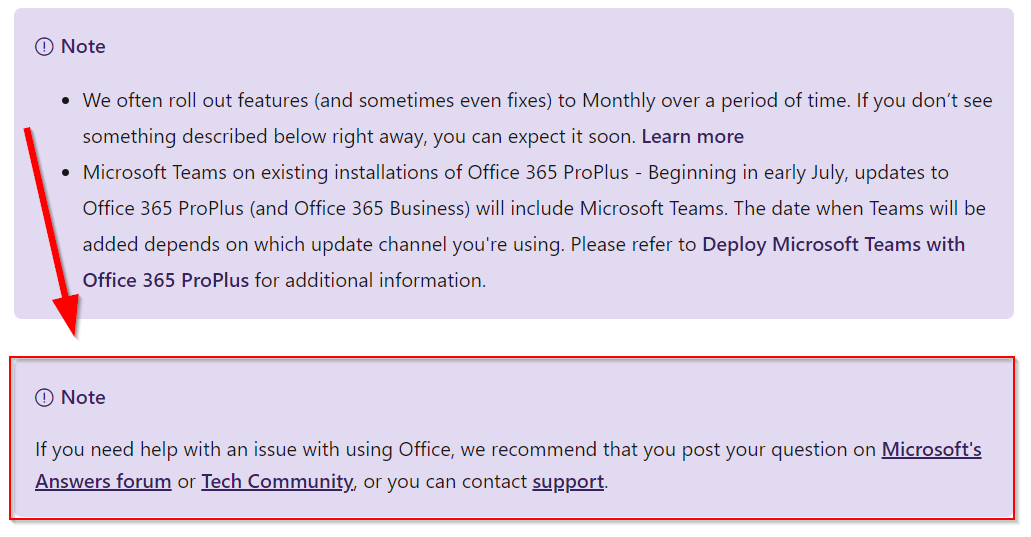 Note
We often roll out features (and sometimes even fixes) to Monthly over a period of time. If you don’t see
something described below right away, you can expect it soon. Learn more
Microsoft Teams on existing installations of Office 365 ProPlus - Beginning in early July, updates to
Office 365 ProPlus (and Office 365 Business) will include Microsoft Teams. The date when Teams will be
added depends on which update channel you're using. Please refer to Deploy Microsoft Teams with
Office 365 ProPlus for additional information.
Note
If you need help with an issue with using Office, we recommend that you post your question on Microsoft's
Answers forum or Tech Community, or you can contact support.